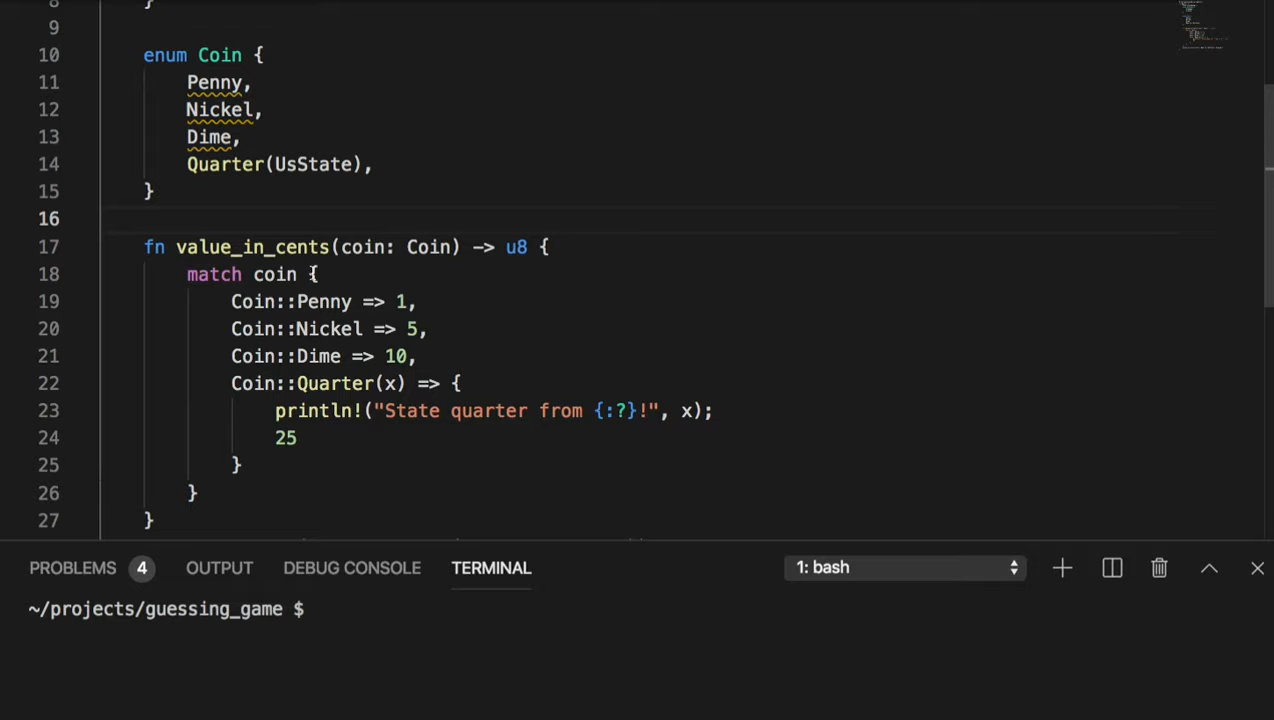 8 }
9
10 enum Coin {
11 Penny,
12 Nickel,
13 Dime,
14 Quarter(UsState),
15 }
16
17 fn value_in_cents(coin: Coin) -> u8 {
18 match coin {
19 Coin::Penny => 1,
20 Coin::Nickel => 5,
21 Coin::Dime => 10,
22 Coin::Quarter(x) => {
23 println!("State quarter from {:?}!", x);
24 25
25 }
26 }
27 }
PROBLEMS 4 OUTPUT DEBUG CONSOLE TERMINAL 1: bash
~/projects/guessing_game $